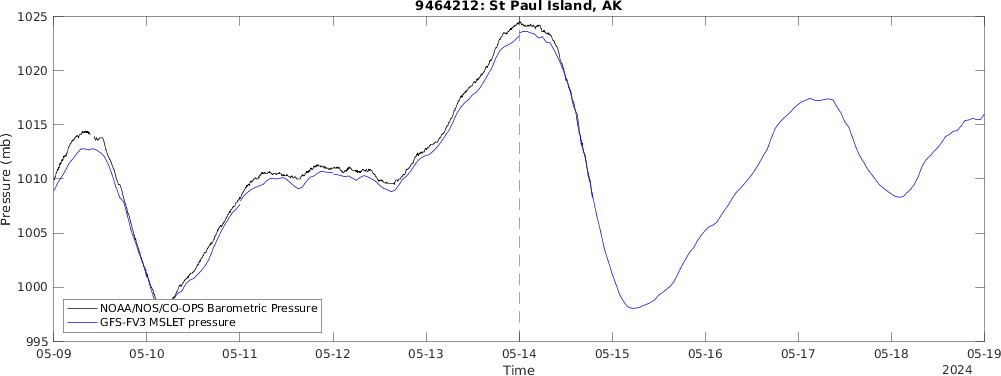 9464212: St Paul Island, AK
Pressure (mb)
1025
1020
1015
1010
1005
1000
995
NOAA/NOS/CO-OPS Barometric Pressure
GFS-FV3 MSLET pressure
05-09 05-10 05-11 05-12 05-13 05-14 05-15 05-16 05-17 05-18 05-19
Time
2024